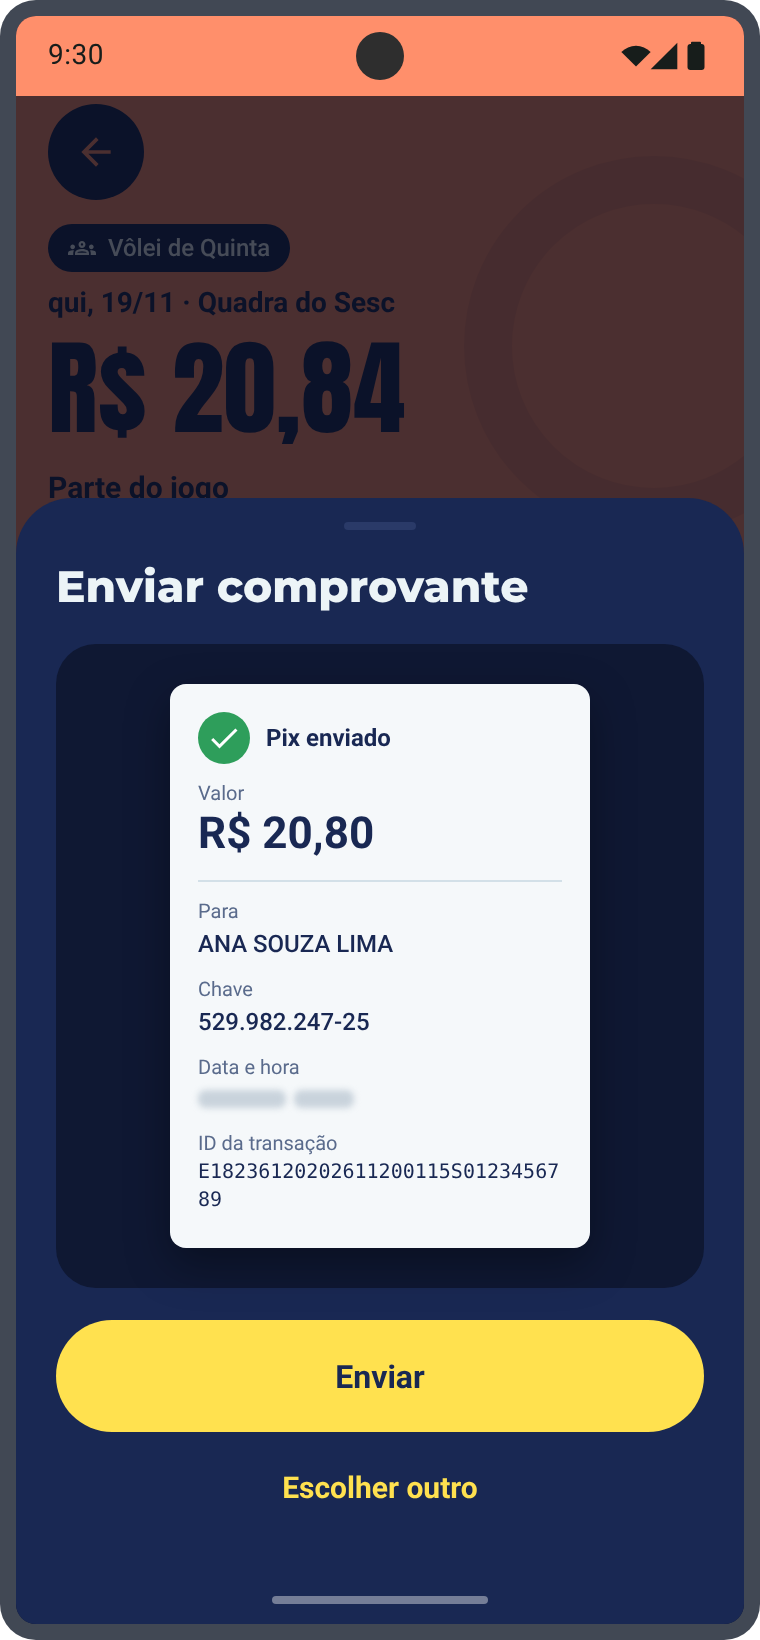 9:30
Vôlei de Quinta
qui, 19/11 · Quadra do Sesc
R$ 20,84
Parte do jogo
Enviar comprovante
Pix enviado
Valor
R$ 20,80
Para
ANA SOUZA LIMA
Chave
529.982.247-25
Data e hora
ID da transação
E18236120202611200115S01234567
89
Enviar
Escolher outro